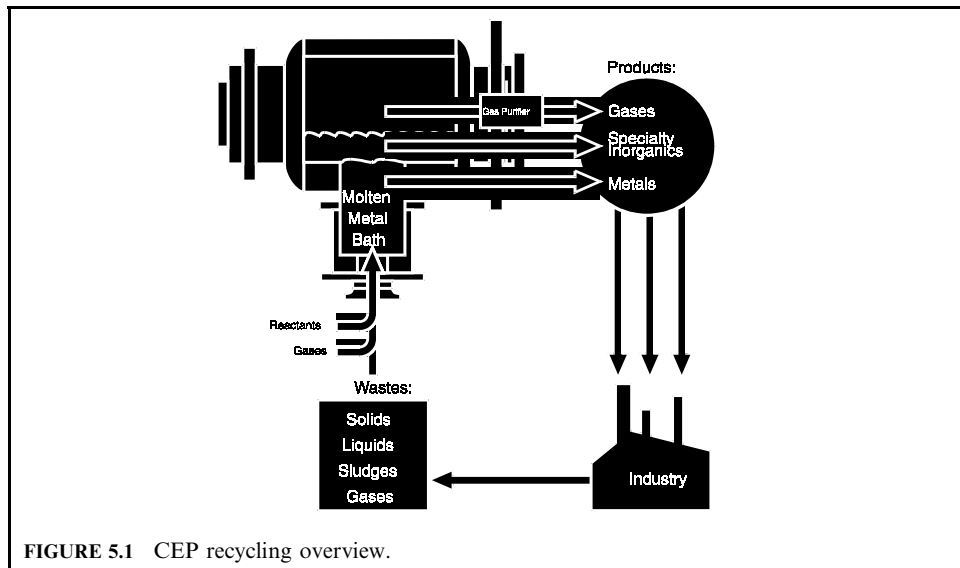 Products:
Gas Purifier
Gases
Specialty
Inorganics
Metals
Molten
Metal
Bath
Reactants
Gases
Wastes:
Solids
Liquids
Sludges
Gases
Industry
FIGURE 5.1 CEP recycling overview.